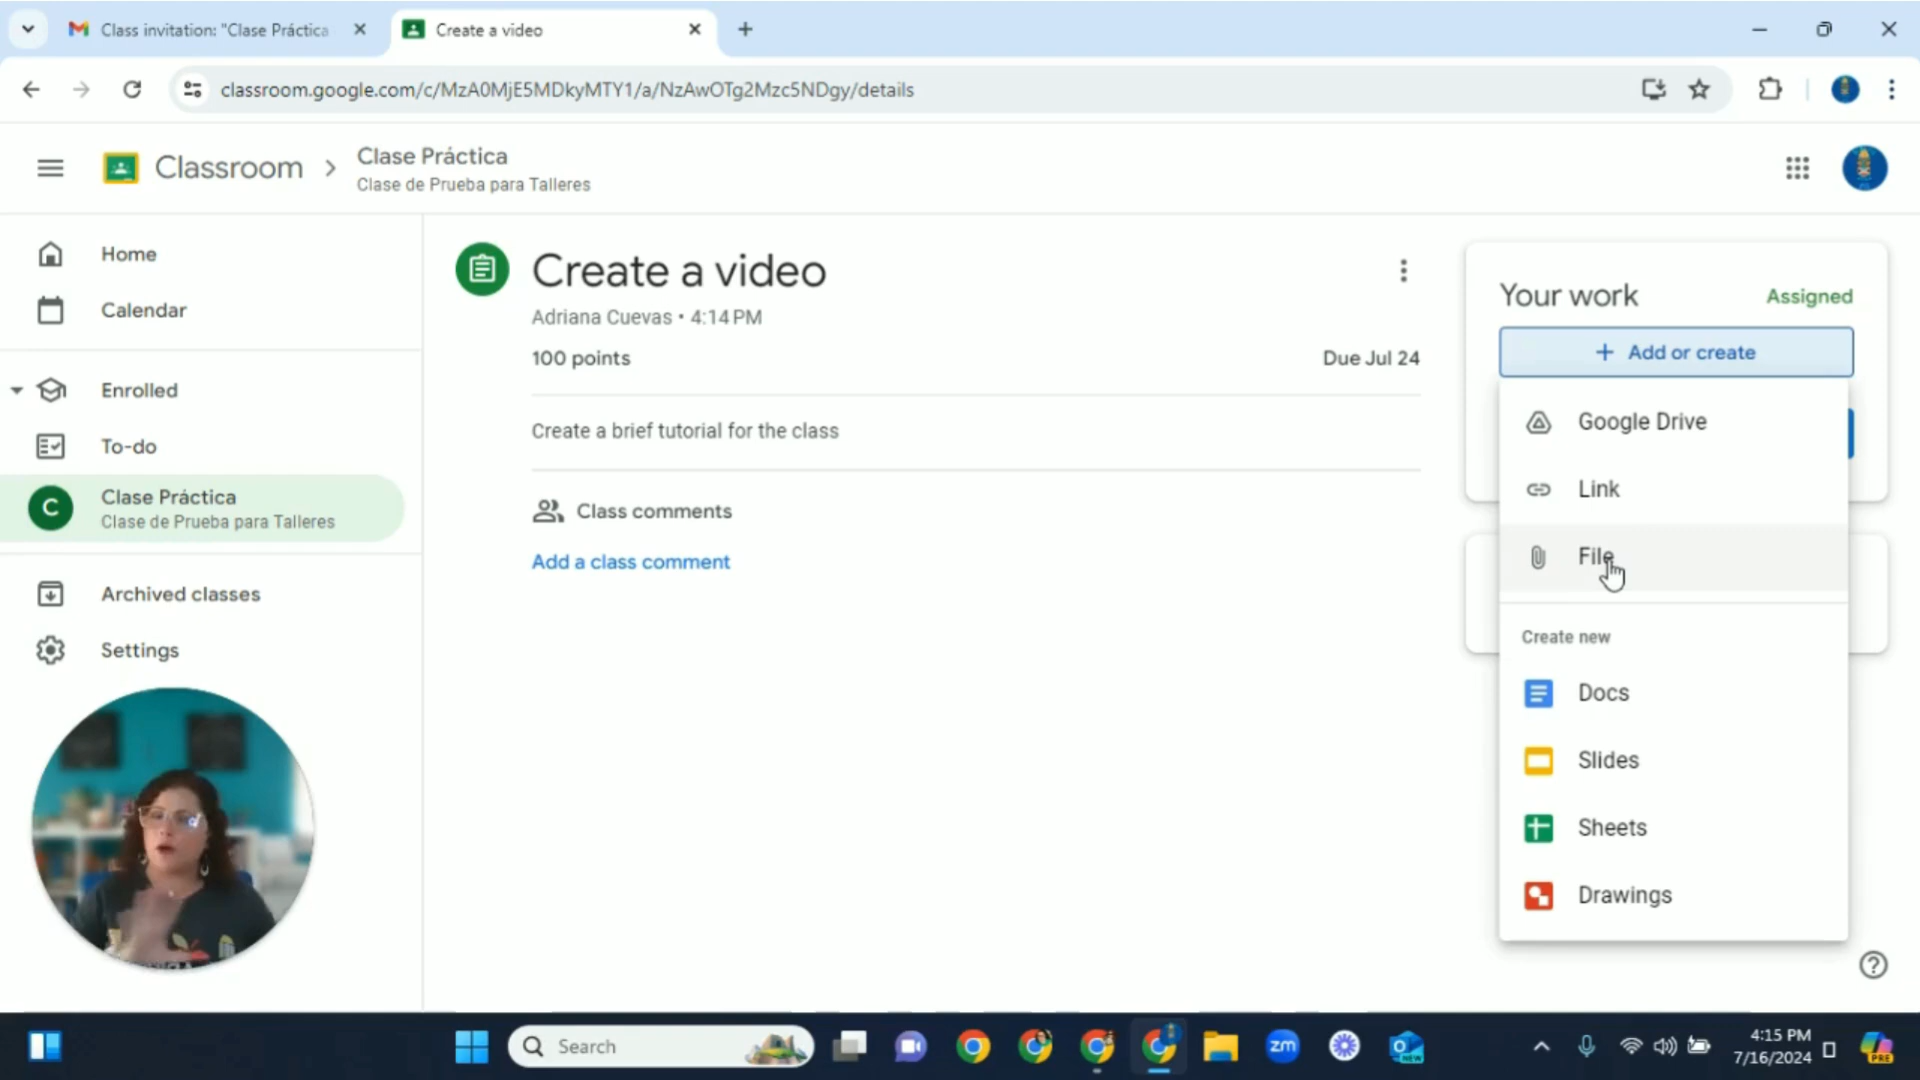 Class invitation: "Clase Práctica
Create a video
classroom.google.com/c/MzA0MjE5MDkyMTY1/a/NzAwOTg2Mzc5NDgy/details
Classroom
Clase Práctica
Clase de Prueba para Talleres
Home
Calendar
Enrolled
To-do
C
Clase Práctica
Clase de Prueba para Talleres
Archived classes
Settings
Create a video
Adriana Cuevas • 4:14 PM
100 points
Due Jul 24
Create a brief tutorial for the class
Class comments
Add a class comment
Your work
Assigned
+ Add or create
Google Drive
Link
File
Create new
Docs
Slides
Sheets
Drawings
Search
zm
NEW
4:15 PM
7/16/2024
PRE